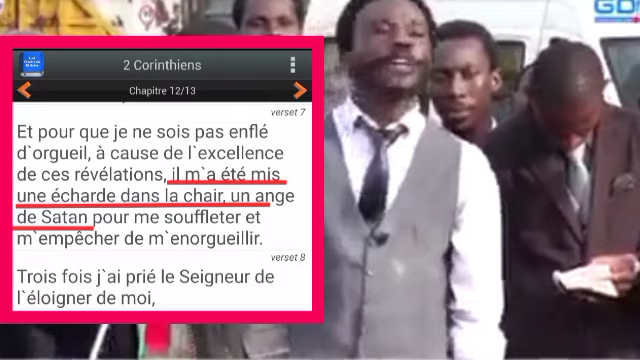 GO
2 Corinthiens
Chapitre 12/13
verset 7
Et pour que je ne sois pas enflé
d`orgueil, à cause de l`excellence
de ces révélations, il m`a été mis
une écharde dans la chair, un ange
de Satan pour me souffleter et
m`empêcher de m`enorgueillir.
verset 8
Trois fois j`ai prié le Seigneur de
l`éloigner de moi,